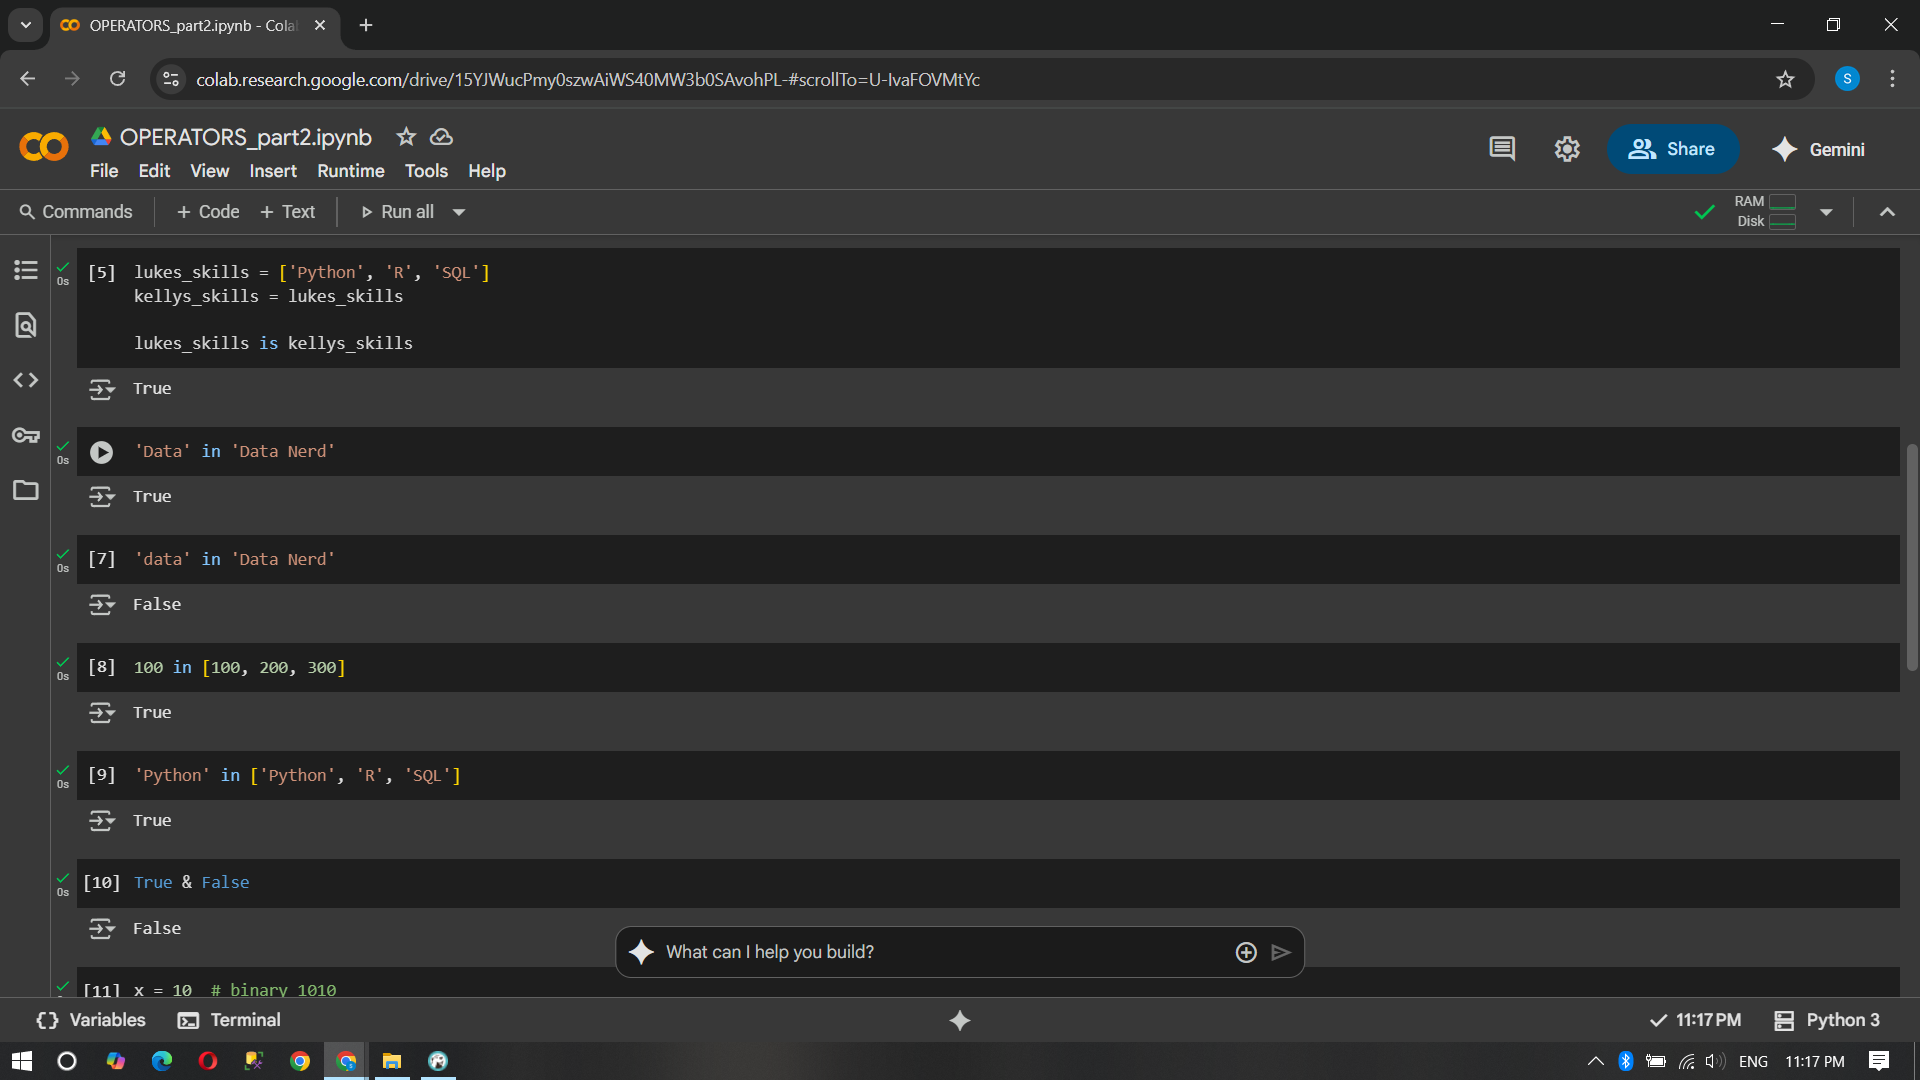 OPERATORS_part2.ipynb - Cola
colab.research.google.com/drive/15YJWucPmy0szwAiWS40MW3b0SAvohPL-#scrollTo=U-IvaFOVMtYc
S
OPERATORS_part2.ipynb
File Edit View Insert Runtime Tools Help
Share
Gemini
Commands + Code + Text Run all
RAM
Disk
0s
[5] lukes_skills = ['Python', 'R', 'SQL']
kellys_skills = lukes_skills
lukes_skills is kellys_skills
True
0s
'Data' in 'Data Nerd'
True
0s
[7] 'data' in 'Data Nerd'
False
0s
[8] 100 in [100, 200, 300]
True
0s
[9] 'Python' in ['Python', 'R', 'SQL']
True
0s
[10] True & False
False
What can I help you build?
[11] x = 10 # binary 1010
Variables Terminal
11:17 PM Python 3
ENG 11:17 PM